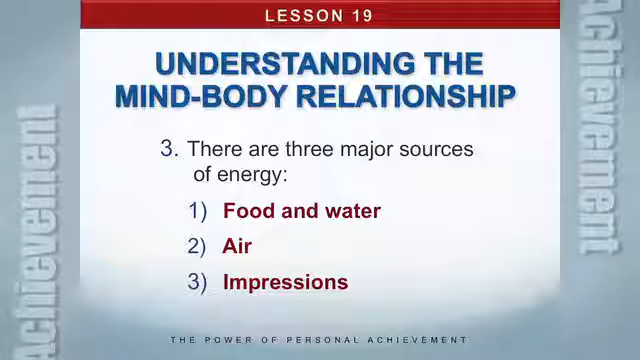 LESSON 19
UNDERSTANDING THE
MIND-BODY RELATIONSHIP
3. There are three major sources
of energy:
1) Food and water
2) Air
3) Impressions
THE POWER OF PERSONAL ACHIEVEMENT
Achievement
Achievement